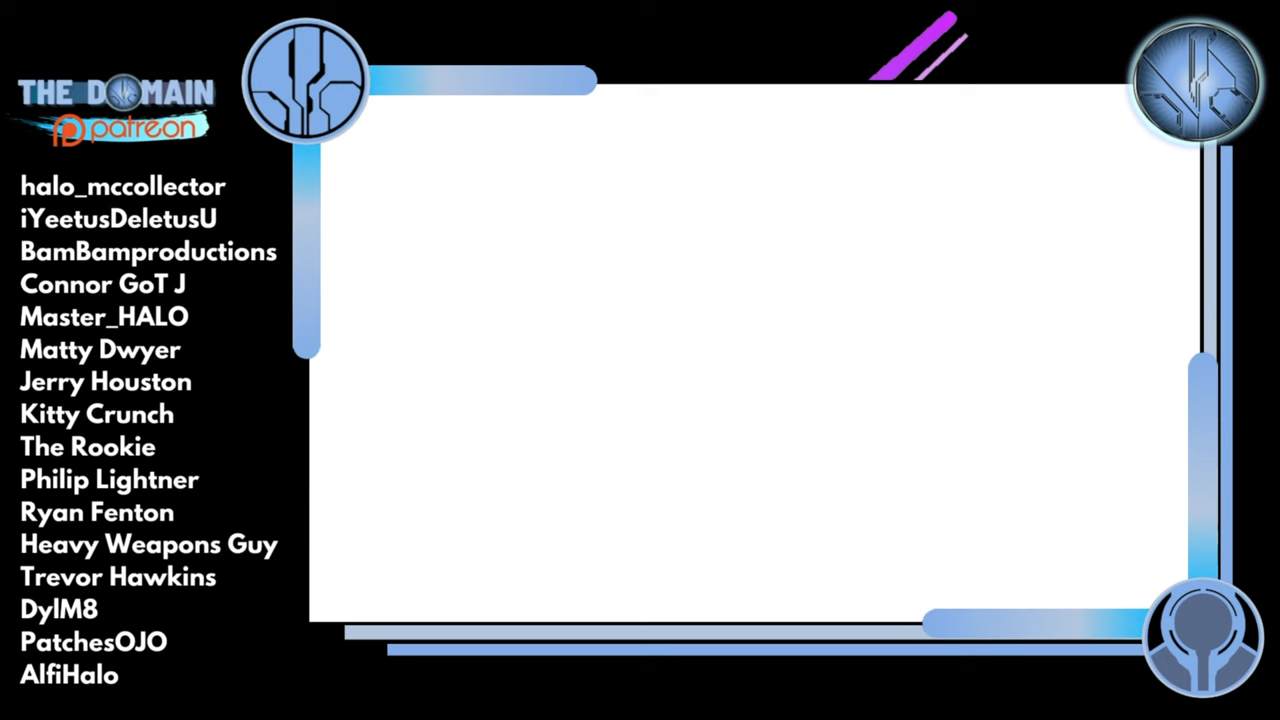 THE DOMAIN
patreon
halo_mccollector
iYeetusDeletusU
BamBamproductions
Connor GoT J
Master_HALO
Matty Dwyer
Jerry Houston
Kitty Crunch
The Rookie
Philip Lightner
Ryan Fenton
Heavy Weapons Guy
Trevor Hawkins
DylM8
PatchesOJO
AlfiHalo